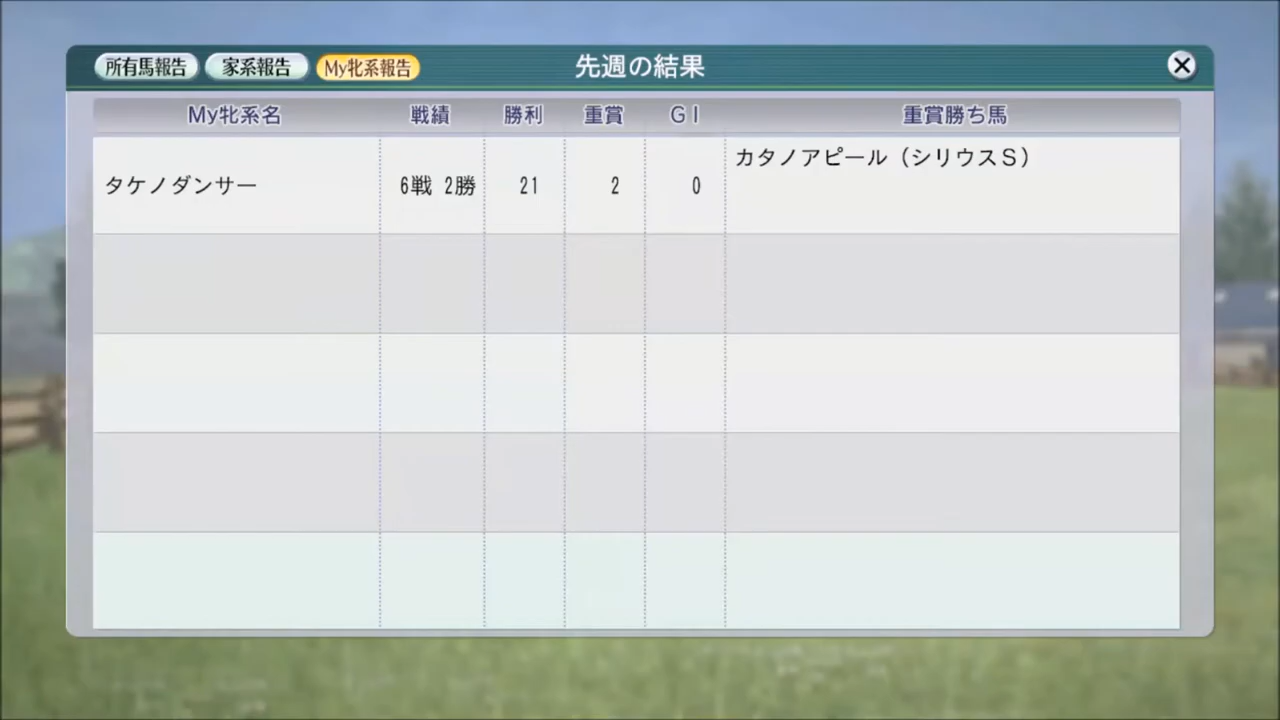 所有馬報告 家系報告 My牝系報告 先週の結果
My牝系名 戦績 勝利 重賞 GⅠ 重賞勝ち馬
カタノアピール（シリウスＳ）
タケノダンサー 6戦 2勝 21 2 0